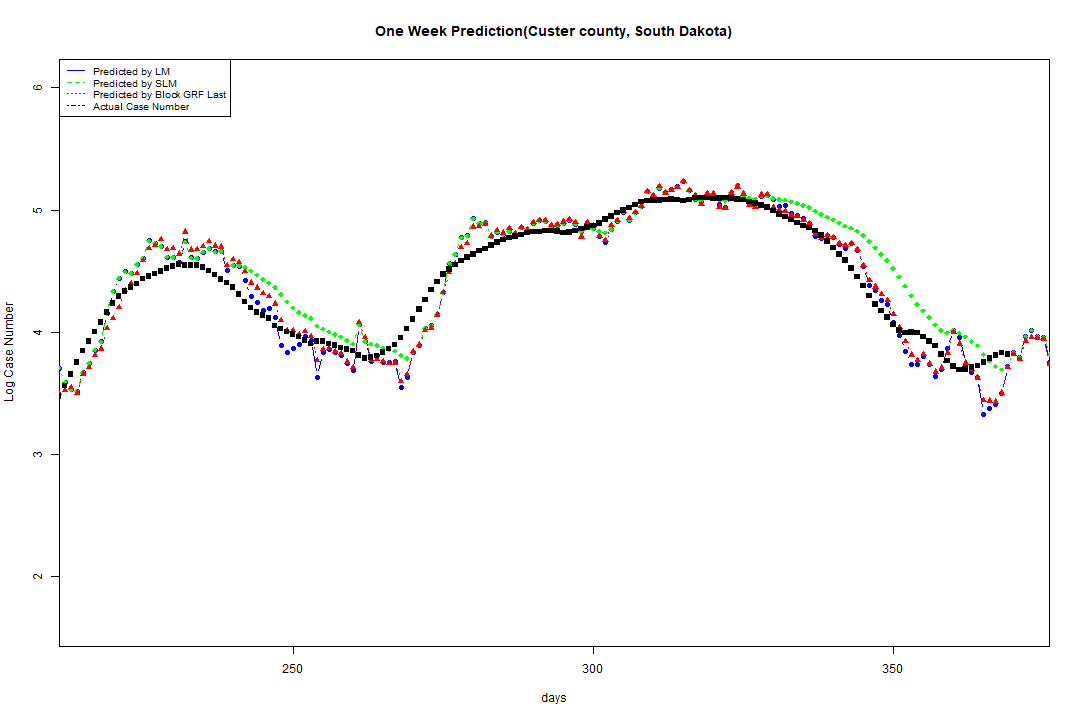 One Week Prediction(Custer county, South Dakota)
Predicted by LM
Predicted by SLM
Predicted by Block GRF Last
Actual Case Number
6
5
4
3
2
Log Case Number
250
300
350
days